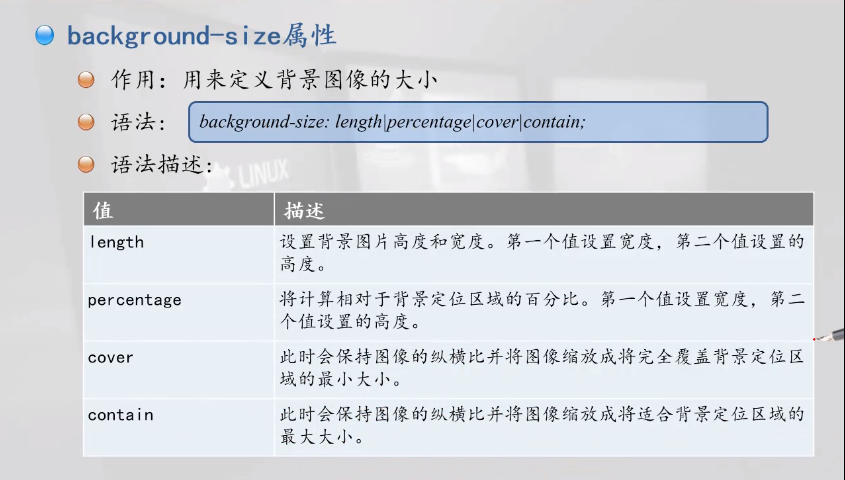 background-size属性
作用：用来定义背景图像的大小
语法：
background-size: length|percentage|cover|contain;
语法描述：
LINUX
值 描述
length 设置背景图片高度和宽度。第一个值设置宽度，第二个值设置的
高度。
percentage 将计算相对于背景定位区域的百分比。第一个值设置宽度，第二
个值设置的高度。
cover 此时会保持图像的纵横比并将图像缩放成将完全覆盖背景定位区
域的最小大小。
contain 此时会保持图像的纵横比并将图像缩放成将适合背景定位区域的
最大大小。